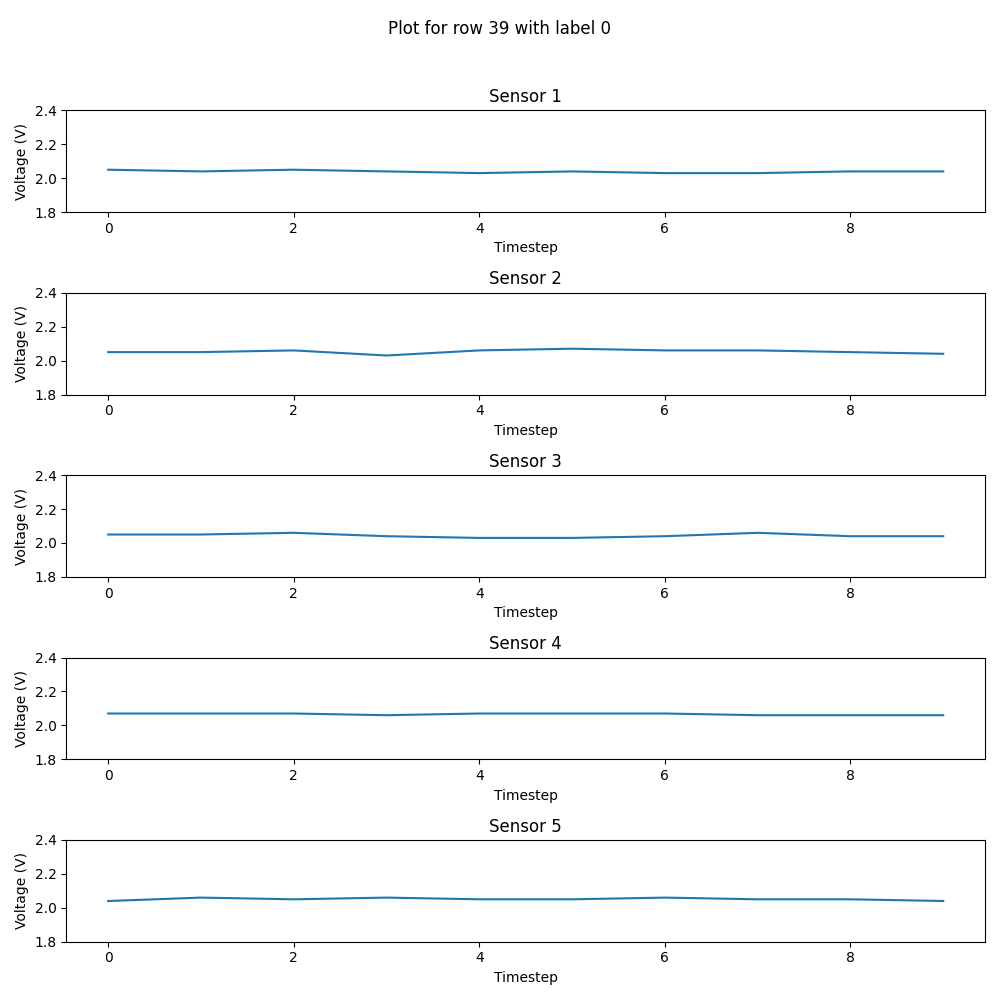 Plot for row 39 with label 0
Sensor 1
Voltage (V)
2.4
2.2
2.0
1.8
0 2 4 6 8
Timestep
Sensor 2
Voltage (V)
2.4
2.2
2.0
1.8
0 2 4 6 8
Timestep
Sensor 3
Voltage (V)
2.4
2.2
2.0
1.8
0 2 4 6 8
Timestep
Sensor 4
Voltage (V)
2.4
2.2
2.0
1.8
0 2 4 6 8
Timestep
Sensor 5
Voltage (V)
2.4
2.2
2.0
1.8
0 2 4 6 8
Timestep